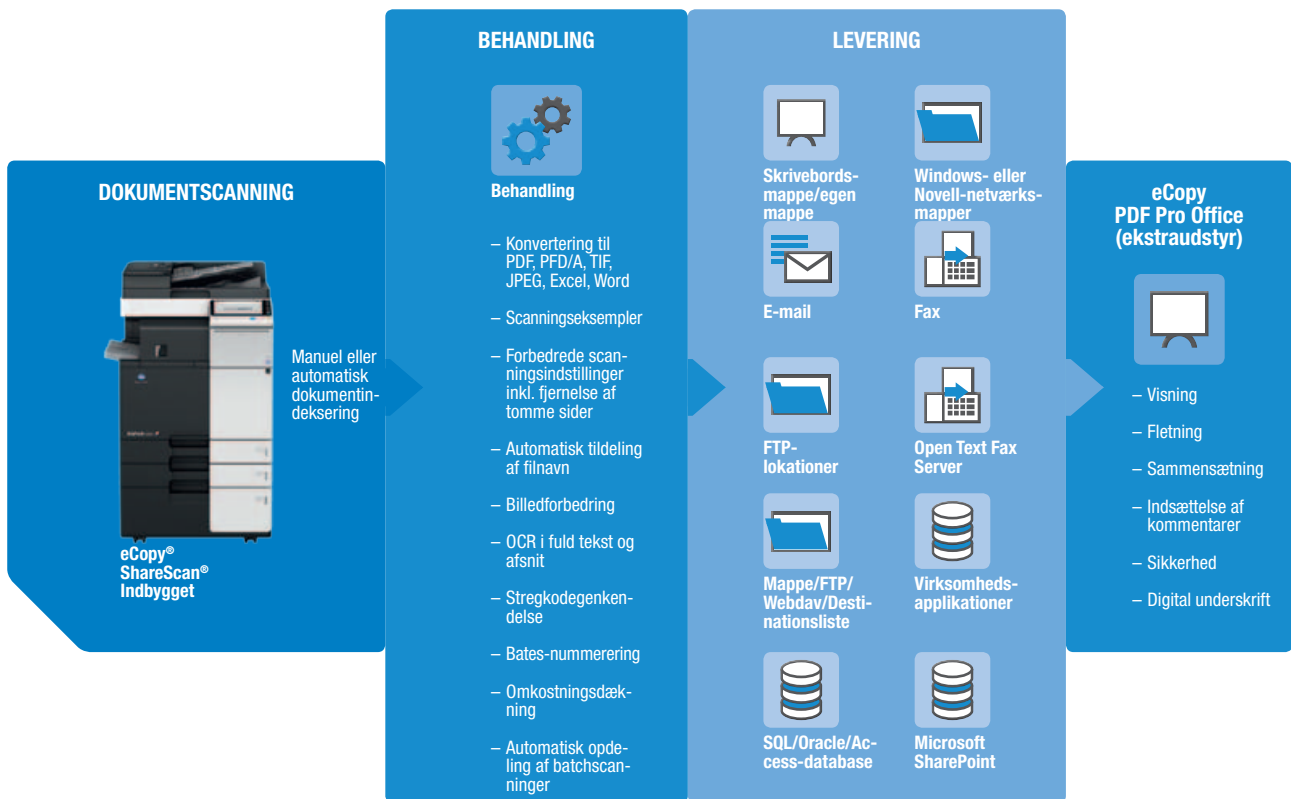 DOKUMENTSCANNING
Manuel eller
automatisk
dokumentin-
deksering
eCopy®
ShareScan®
Indbygget
BEHANDLING
Behandling
– Konvertering til
PDF, PFD/A, TIF,
JPEG, Excel, Word
– Scanningseksempler
– Forbedrede scan-
ningsindstillinger
inkl. fjernelse af
tomme sider
– Automatisk tildeling
af filnavn
– Billedforbedring
– OCR i fuld tekst og
afsnit
– Stregkodegenken-
delse
– Bates-nummerering
– Omkostningsdæk-
ning
– Automatisk opde-
ling af batchscan-
ninger
LEVERING
Skrivebords-
mappe/egen
mappe
Windows- eller
Novell-netværks-
mapper
E-mail
Fax
FTP-
lokationer
Open Text Fax
Server
Mappe/FTP/
Webdav/Desti-
nationsliste
Virksomheds-
applikationer
SQL/Oracle/Ac-
cess-database
Microsoft
SharePoint
eCopy
PDF Pro Office
(ekstraudstyr)
– Visning
– Fletning
– Sammensætning
– Indsættelse af
kommentarer
– Sikkerhed
– Digital underskrift